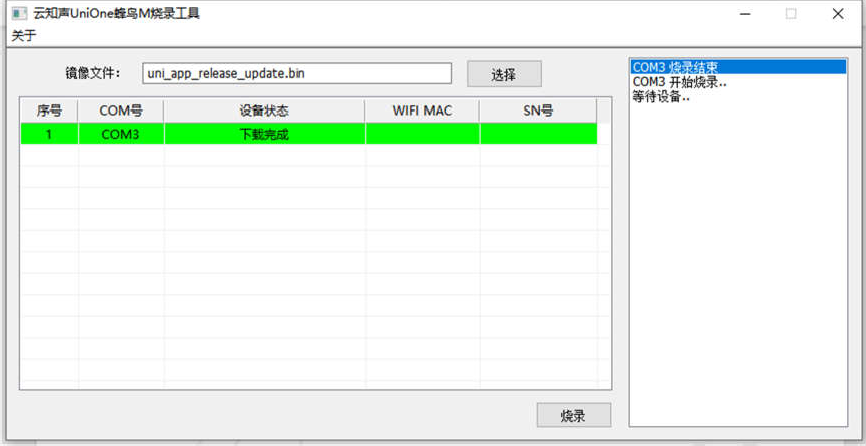 云知声UniOne蜂鸟M烧录工具
关于
镜像文件： uni_app_release_update.bin 选择
序号 COM号 设备状态 WIFI MAC SN号
1 COM3 下载完成
COM3 烧录结束
COM3 开始烧录..
等待设备..
烧录